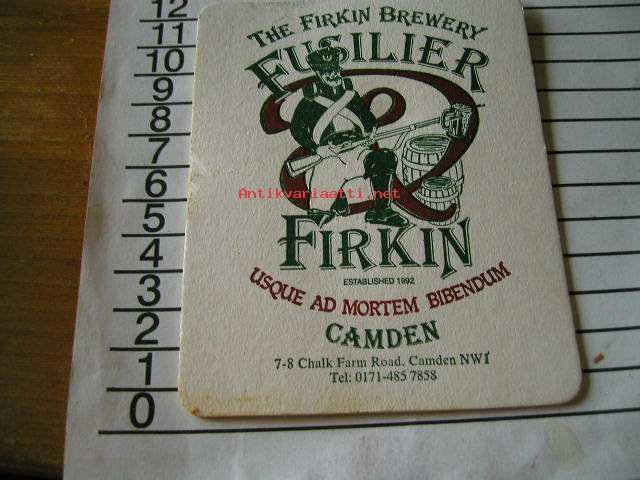 THE FIRKIN BREWERY
FUSILIER
&
FIRKIN
ESTABLISHED 1992
USQUE AD MORTEM BIBENDUM
CAMDEN
7-8 Chalk Farm Road, Camden NW1
Tel: 0171-485 7858
Antikvariaatti.net
12
11
10
9
8
7
6
5
4
3
2
1
0